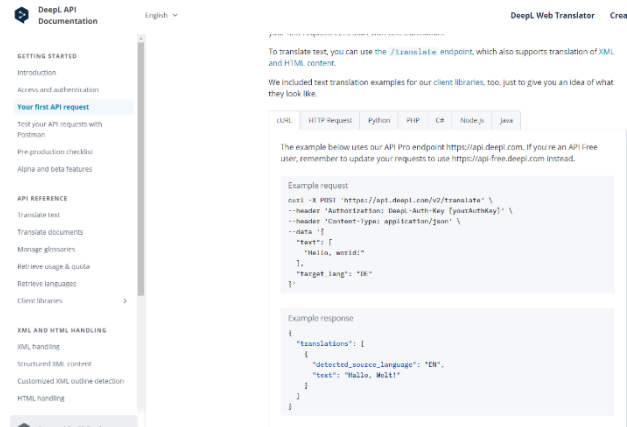 DeepL API
Documentation
English
DeepL Web Translator
Crea
GETTING STARTED
Introduction
Access and authentication
Your first API request
Test your API requests with
Postman
Pre-production checklist
Alpha and beta features
API REFERENCE
Translate text
Translate documents
Manage glossaries
Retrieve usage & quota
Retrieve languages
Client libraries
XML AND HTML HANDLING
XML handling
Structured XML content
Customized XML outline detection
HTML handling
To translate text, you can use the /translate endpoint, which also supports translation of XML
and HTML content.
We included text translation examples for our client libraries, too, just to give you an idea of what
they look like.
cURL HTTP Request Python PHP C# Node.js Java
The example below uses our API Pro endpoint https://api.deepl.com. If you're an API Free
user, remember to update your requests to use https://api-free.deepl.com instead.
Example request
curl -X POST 'https://api.deepl.com/v2/translate' \
--header 'Authorization: DeepL-Auth-Key [yourAuthKey]' \
--header 'Content-Type: application/json' \
--data '{
"text": [
"Hello, world!"
],
"target_lang": "DE"
}'
Example response
{
"translations": [
{
"detected_source_language": "EN",
"text": "Hallo, Welt!"
}
]
}